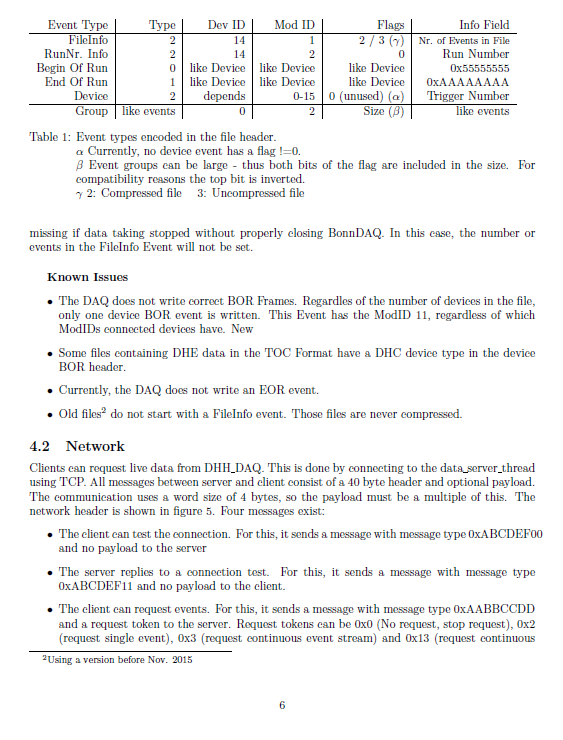 Event Type Type Dev ID Mod ID Flags Info Field
FileInfo 2 14 1 2 / 3 (γ) Nr. of Events in File
RunNr. Info 2 14 2 0 Run Number
Begin Of Run 0 like Device like Device like Device 0x55555555
End Of Run 1 like Device like Device like Device 0xAAAAAAAA
Device 2 depends 0-15 0 (unused) (α) Trigger Number
Group like events 0 2 Size (β) like events
Table 1: Event types encoded in the file header.
α Currently, no device event has a flag !=0.
β Event groups can be large - thus both bits of the flag are included in the size. For
compatibility reasons the top bit is inverted.
γ 2: Compressed file 3: Uncompressed file
missing if data taking stopped without properly closing BonnDAQ. In this case, the number or
events in the FileInfo Event will not be set.
Known Issues
• The DAQ does not write correct BOR Frames. Regardles of the number of devices in the file,
only one device BOR event is written. This Event has the ModID 11, regardless of which
ModIDs connected devices have. New
• Some files containing DHE data in the TOC Format have a DHC device type in the device
BOR header.
• Currently, the DAQ does not write an EOR event.
• Old files2 do not start with a FileInfo event. Those files are never compressed.
4.2 Network
Clients can request live data from DHH_DAQ. This is done by connecting to the data_server_thread
using TCP. All messages between server and client consist of a 40 byte header and optional payload.
The communication uses a word size of 4 bytes, so the payload must be a multiple of this. The
network header is shown in figure 5. Four messages exist:
• The client can test the connection. For this, it sends a message with message type 0xABCDEF00
and no payload to the server
• The server replies to a connection test. For this, it sends a message with message type
0xABCDEF11 and no payload to the client.
• The client can request events. For this, it sends a message with message type 0xAABBCCDD
and a request token to the server. Request tokens can be 0x0 (No request, stop request), 0x2
(request single event), 0x3 (request continuous event stream) and 0x13 (request continuous
2Using a version before Nov. 2015
6